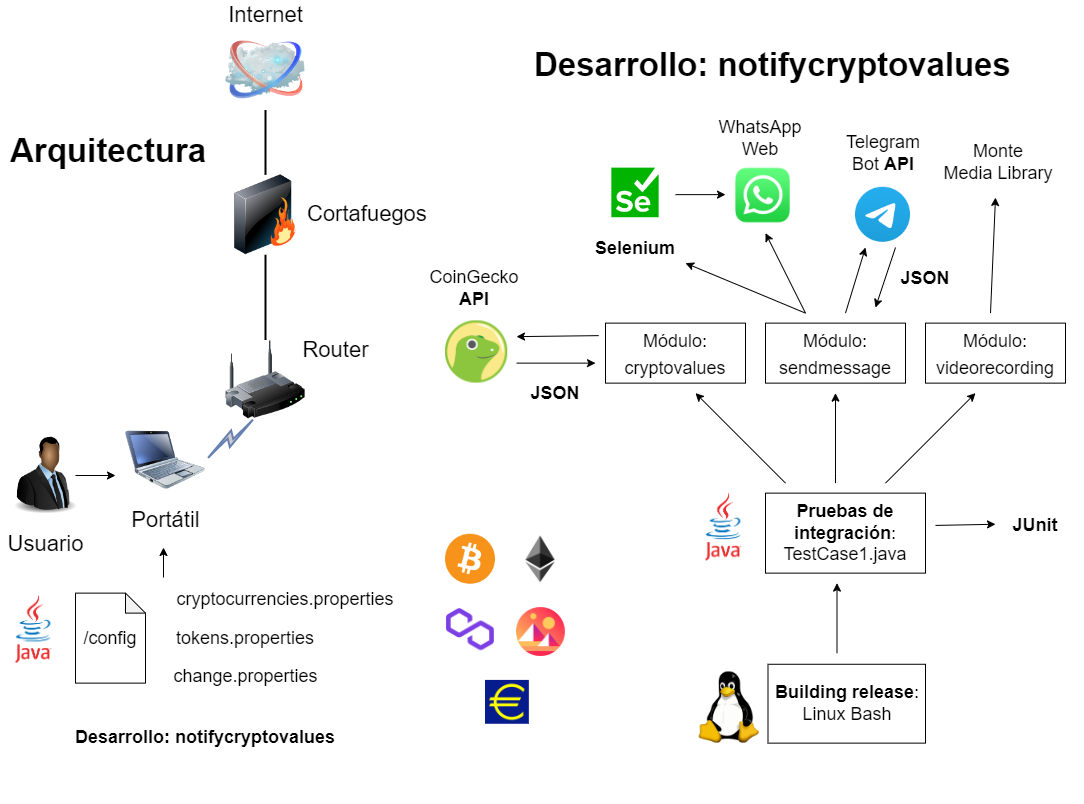 Internet
Arquitectura
Cortafuegos
Router
Usuario
Portátil
Java
/config
cryptocurrencies.properties
tokens.properties
change.properties
Desarrollo: notifycryptovalues
Desarrollo: notifycryptovalues
WhatsApp
Web
Telegram
Bot API
Monte
Media Library
Se
Selenium
JSON
CoinGecko
API
JSON
Módulo:
cryptovalues
Módulo:
sendmessage
Módulo:
videorecording
Java
Pruebas de
integración:
TestCase1.java
JUnit
Building release:
Linux Bash